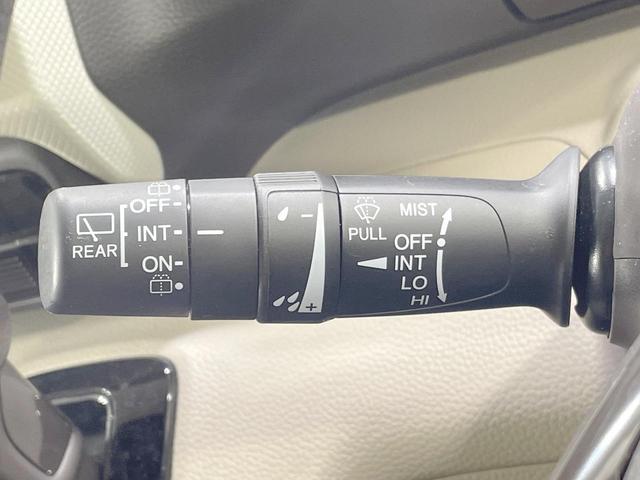 OFF
INT
REAR
ON
−
+
PULL
MIST
OFF
INT
LO
HI